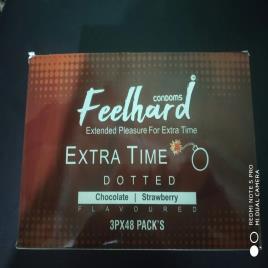 Feelhard
CONDOMS
Extended Pleasure For Extra Time
EXTRA TIME
DOTTED
Chocolate | Strawberry
FLAVOURED
3PX48 PACK'S
REDMI NOTE 5 PRO
MI DUAL CAMERA